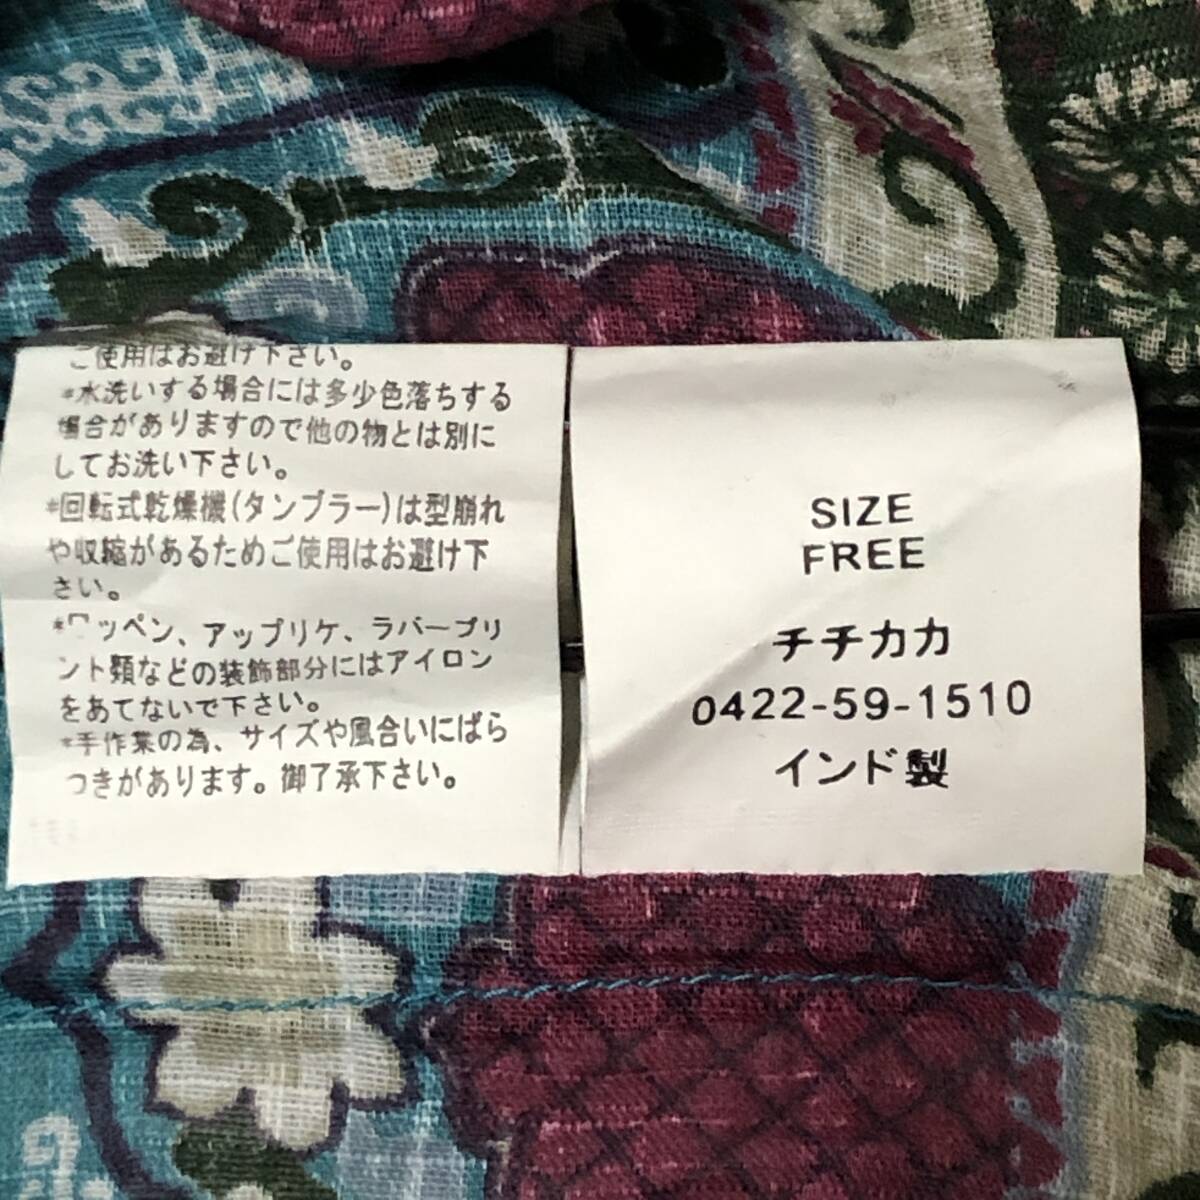 ご使用はお避け下さい。
*水洗いする場合には多少色落ちする
場合がありますので他の物とは別に
してお洗い下さい。
*回転式乾燥機(タンブラー)は型崩れ
や収縮があるためご使用はお避け下
さい。
*ワッペン、アップリケ、ラバープリ
ント類などの装飾部分にはアイロン
をあてないで下さい。
*手作業の為、サイズや風合いにばら
つきがあります。御了承下さい。
SIZE
FREE
チチカカ
0422-59-1510
インド製